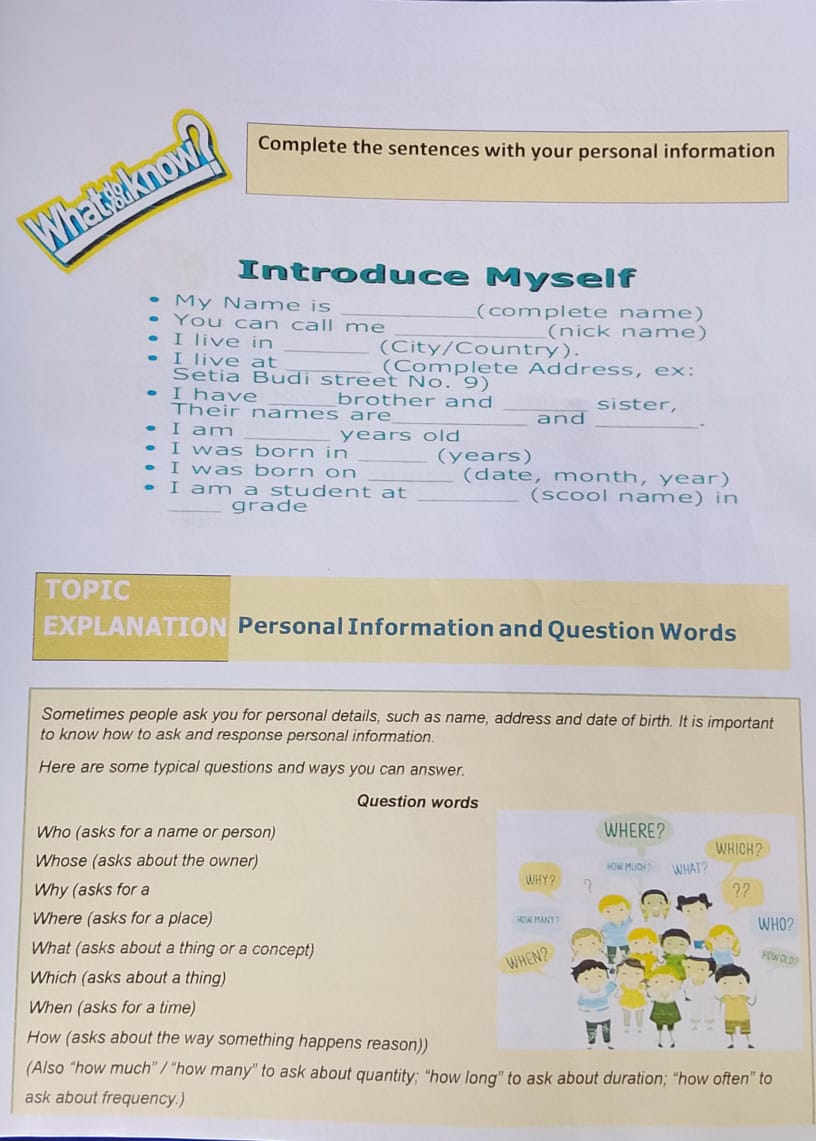 What do you know?
Complete the sentences with your personal information
Introduce Myself
• My Name is __________(complete name)
• You can call me ___________(nick name)
• I live in ______ (City/Country).
• I live at ______ (Complete Address, ex:
Setia Budi street No. 9)
• I have _____brother and ______ sister,
Their names are__________ and ________.
• I am ______ years old
• I was born in _____ (years)
• I was born on ______ (date, month, year)
• I am a student at _______ (scool name) in
____ grade
TOPIC
EXPLANATION Personal Information and Question Words
Sometimes people ask you for personal details, such as name, address and date of birth. It is important
to know how to ask and response personal information.
Here are some typical questions and ways you can answer.
Question words
Who (asks for a name or person)
Whose (asks about the owner)
Why (asks for a
Where (asks for a place)
What (asks about a thing or a concept)
Which (asks about a thing)
When (asks for a time)
How (asks about the way something happens reason))
(Also “how much” / “how many” to ask about quantity; “how long” to ask about duration; “how often” to
ask about frequency.)
WHERE?
WHICH?
HOW MUCH?
WHAT?
WHY?
?
??
HOW MANY?
WHO?
WHEN?
HOW OLD?